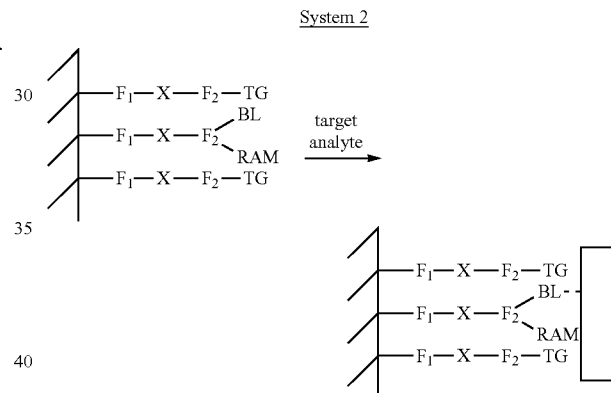 System 2
30
F₁—X—F₂—TG
BL
F₁—X—F₂
RAM
F₁—X—F₂—TG
target
analyte
35
F₁—X—F₂—TG
BL
F₁—X—F₂
RAM
40
F₁—X—F₂—TG